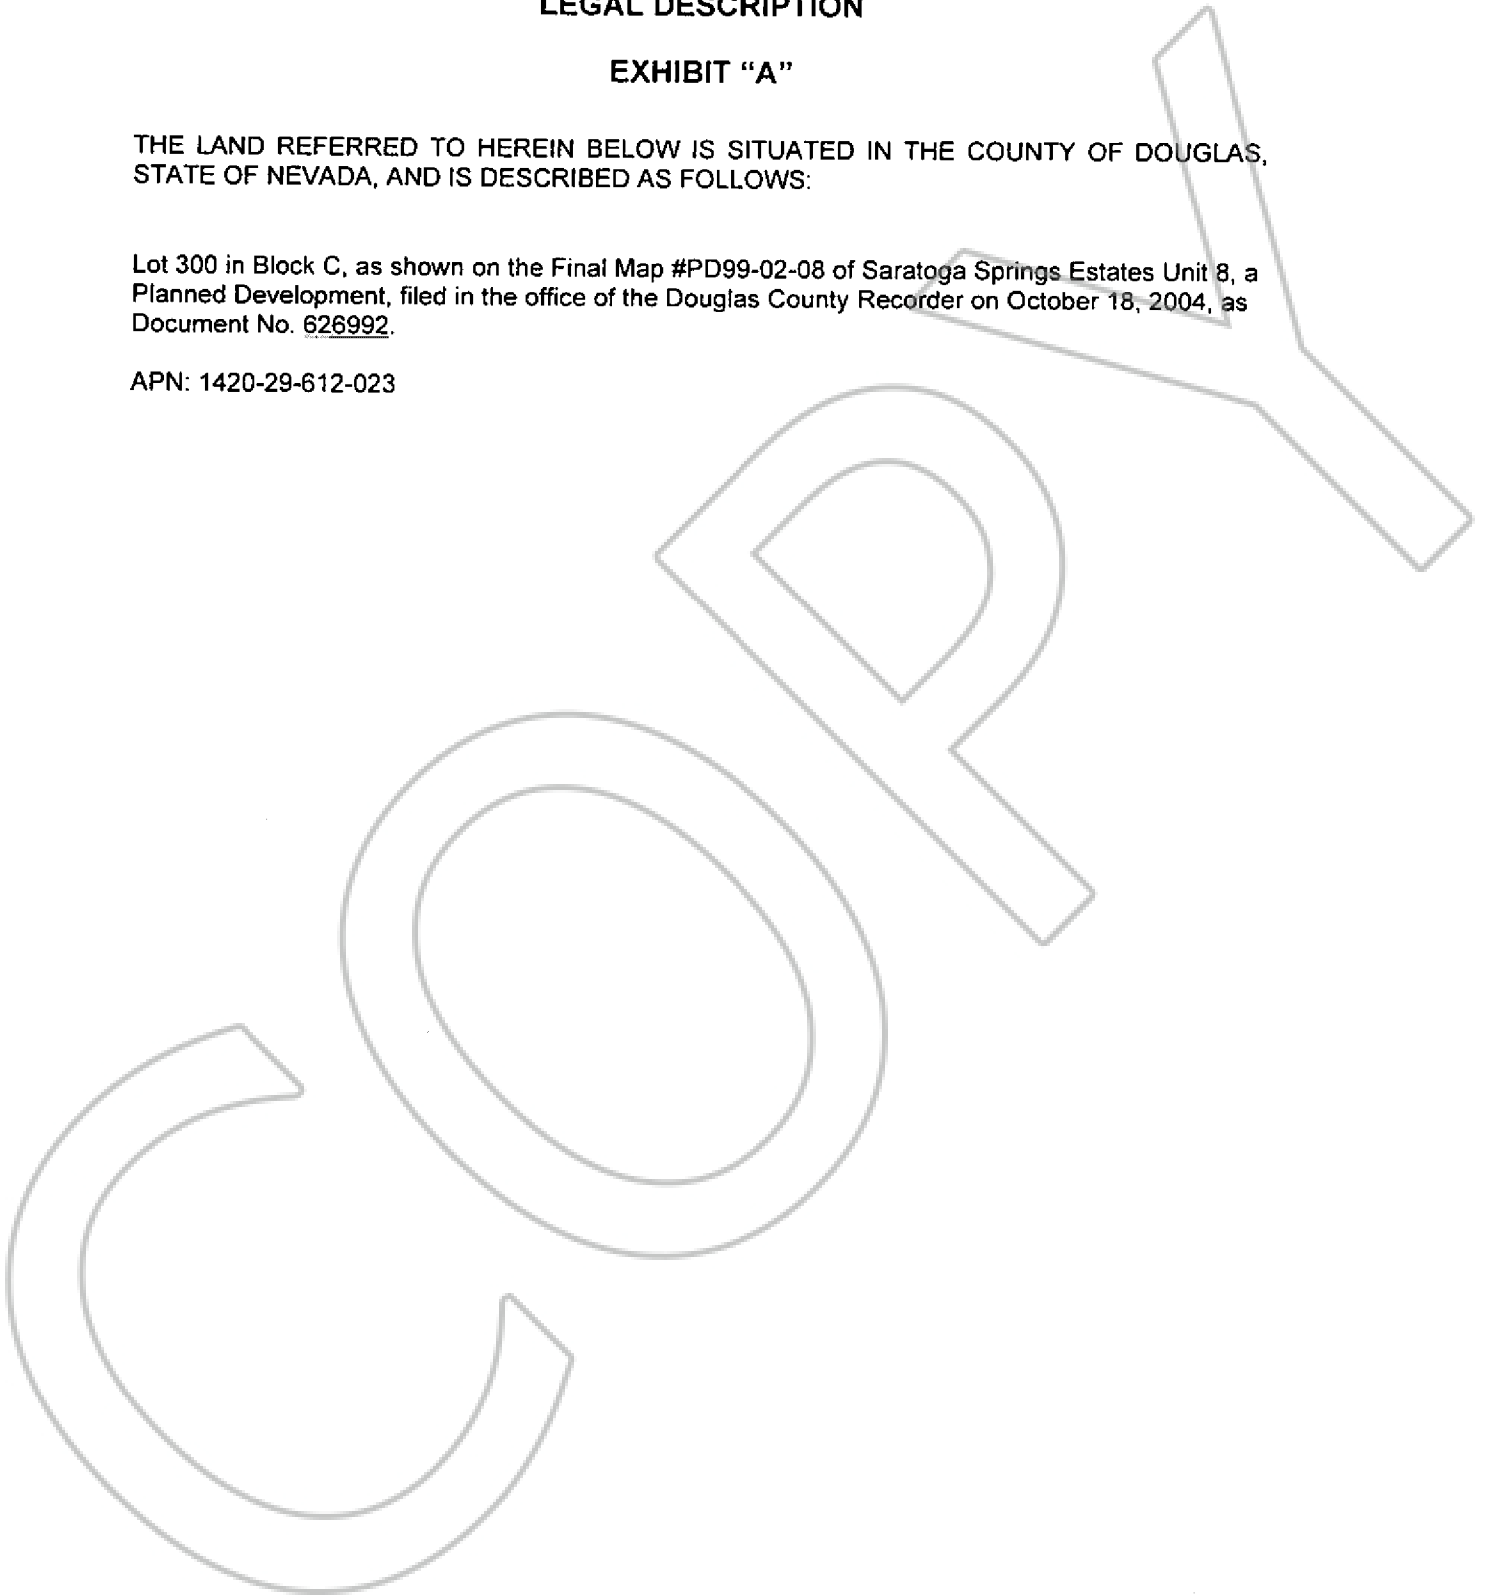 LEGAL DESCRIPTION
EXHIBIT “A”
THE LAND REFERRED TO HEREIN BELOW IS SITUATED IN THE COUNTY OF DOUGLAS,
STATE OF NEVADA, AND IS DESCRIBED AS FOLLOWS:
Lot 300 in Block C, as shown on the Final Map #PD99-02-08 of Saratoga Springs Estates Unit 8, a
Planned Development, filed in the office of the Douglas County Recorder on October 18, 2004, as
Document No. 626992.
APN: 1420-29-612-023
COPY